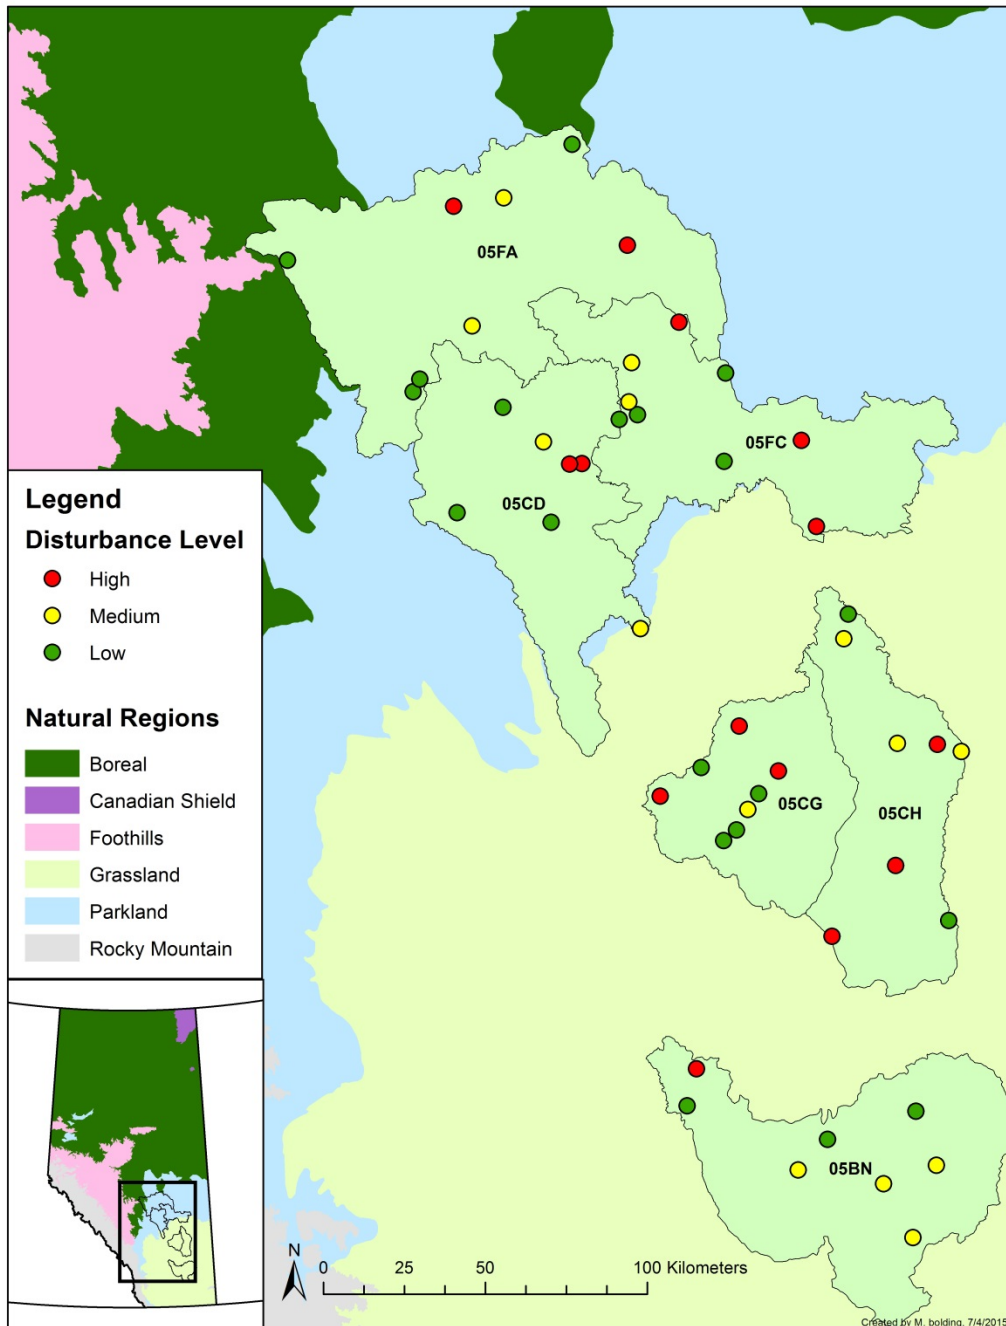 05FA
05FC
05CD
05CG
05CH
05BN
Legend
Disturbance Level
High
Medium
Low
Natural Regions
Boreal
Canadian Shield
Foothills
Grassland
Parkland
Rocky Mountain
N
0 25 50 100 Kilometers
Created by M. bolding, 7/4/2015